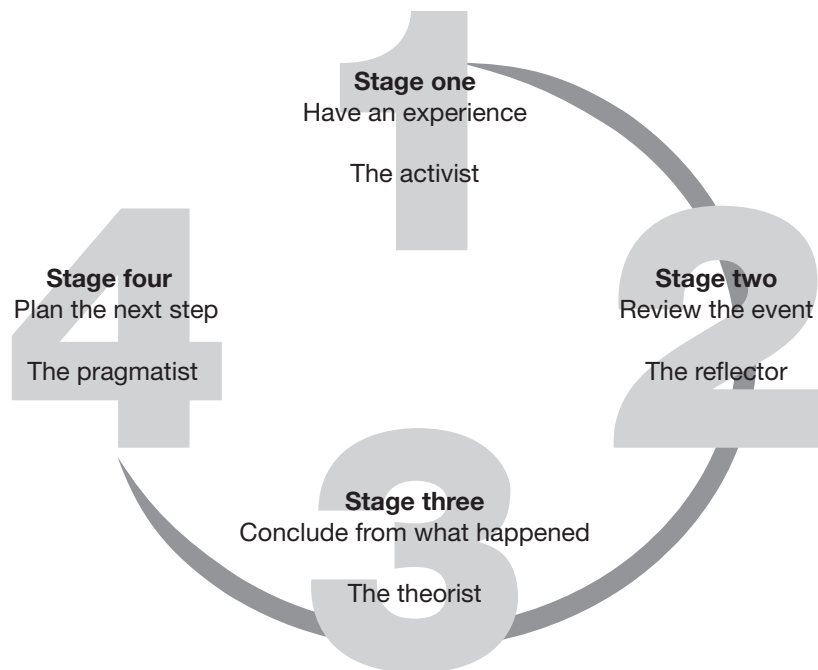 1
Stage one
Have an experience
The activist
2
Stage two
Review the event
The reflector
3
Stage three
Conclude from what happened
The theorist
4
Stage four
Plan the next step
The pragmatist